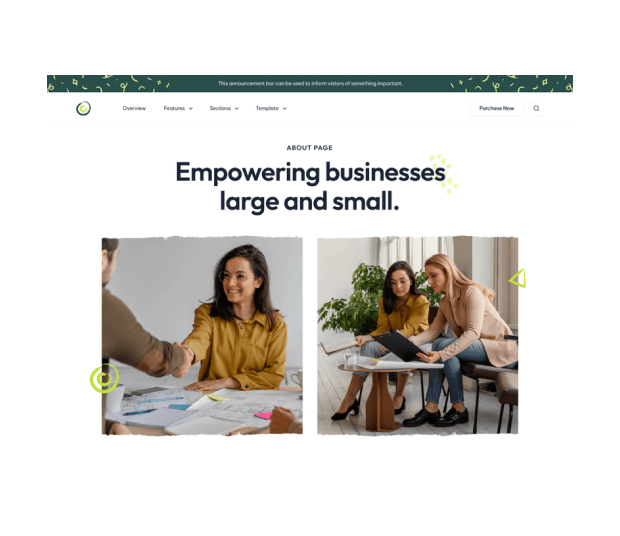 This announcement bar can be used to inform vistors of something important.
Overview Features Sections Template Purchase Now
ABOUT PAGE
Empowering businesses
large and small.